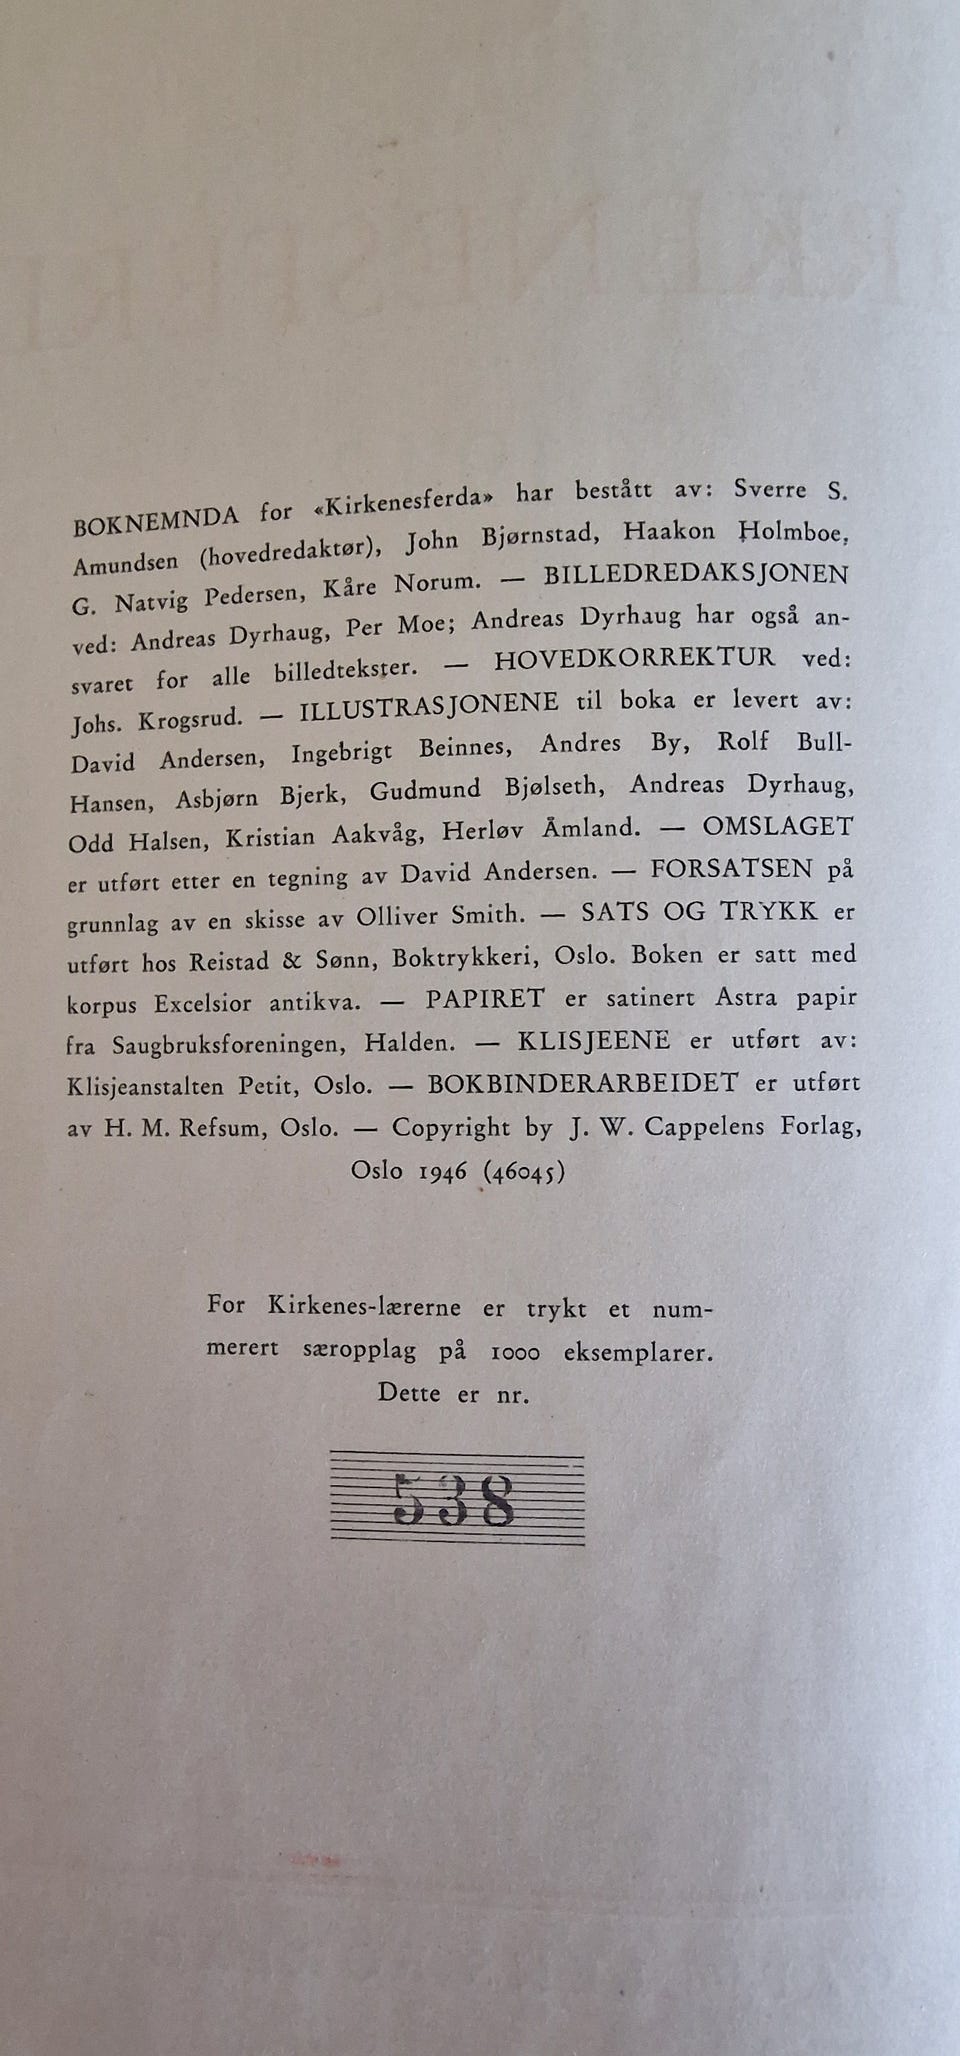 BOKNEMNDA for «Kirkenesferda» har bestått av: Sverre S.
Amundsen (hovedredaktør), John Bjørnstad, Haakon Holmboe,
G. Natvig Pedersen, Kåre Norum. — BILLEDREDAKSJONEN
ved: Andreas Dyrhaug, Per Moe; Andreas Dyrhaug har også an-
svaret for alle billedtekster. — HOVEDKORREKTUR ved:
Johs. Krogsrud. — ILLUSTRASJONENE til boka er levert av:
David Andersen, Ingebrigt Beinnes, Andres By, Rolf Bull-
Hansen, Asbjørn Bjerk, Gudmund Bjølseth, Andreas Dyrhaug,
Odd Halsen, Kristian Aakvåg, Herløv Åmland. — OMSLAGET
er utført etter en tegning av David Andersen. — FORSATSEN på
grunnlag av en skisse av Olliver Smith. — SATS OG TRYKK er
utført hos Reistad & Sønn, Boktrykkeri, Oslo. Boken er satt med
korpus Excelsior antikva. — PAPIRET er satinert Astra papir
fra Saugbruksforeningen, Halden. — KLISJEENE er utført av:
Klisjeanstalten Petit, Oslo. — BOKBINDERARBEIDET er utført
av H. M. Refsum, Oslo. — Copyright by J. W. Cappelens Forlag,
Oslo 1946 (46045)
For Kirkenes-lærerne er trykt et num-
merert særopplag på 1000 eksemplarer.
Dette er nr.
538